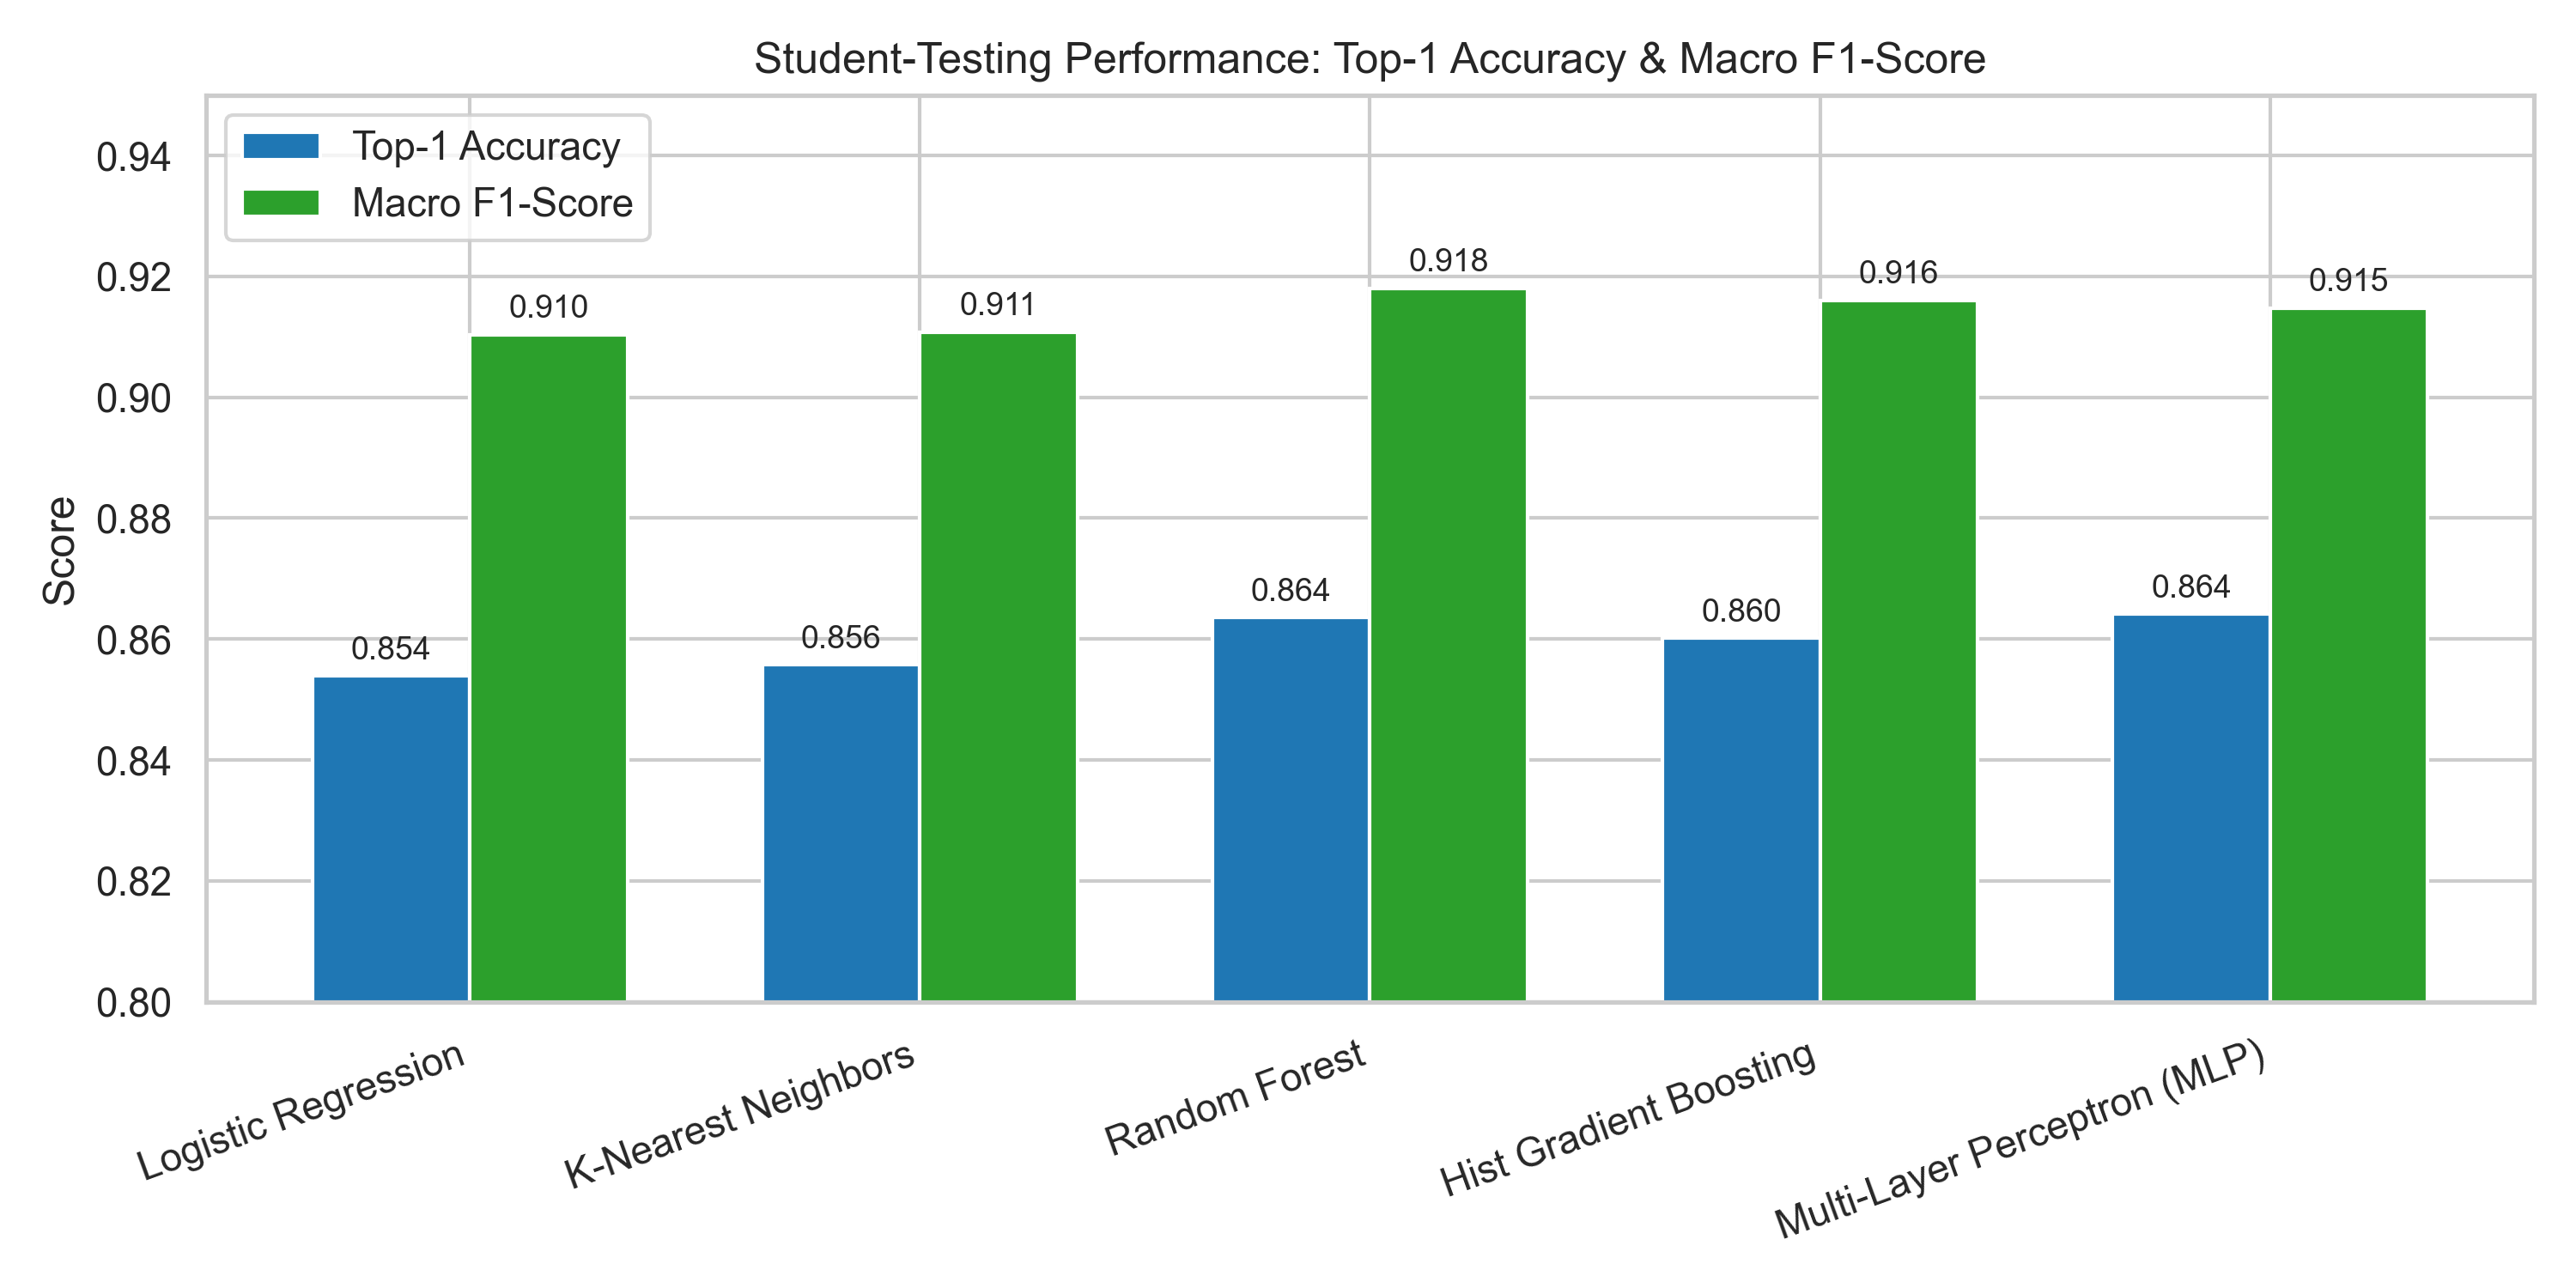 Student-Testing Performance: Top-1 Accuracy & Macro F1-Score
Top-1 Accuracy
Macro F1-Score
Score
0.94
0.92
0.90
0.88
0.86
0.84
0.82
0.80
0.854
0.910
0.856
0.911
0.864
0.918
0.860
0.916
0.864
0.915
Logistic Regression
K-Nearest Neighbors
Random Forest
Hist Gradient Boosting
Multi-Layer Perceptron (MLP)